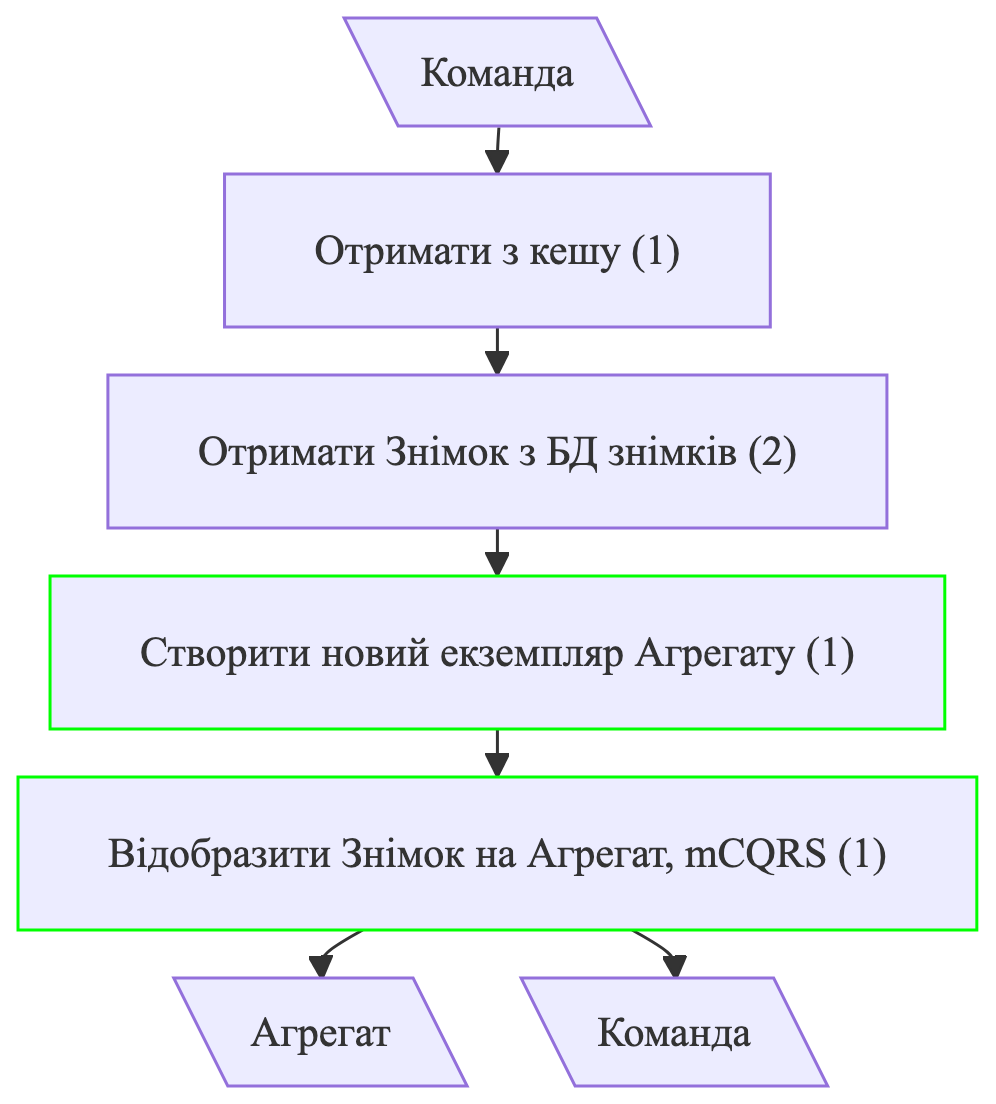 Команда
Отримати з кешу (1)
Отримати Знімок з БД знімків (2)
Створити новий екземпляр Агрегату (1)
Відобразити Знімок на Агрегат, mCQRS (1)
Агрегат
Команда